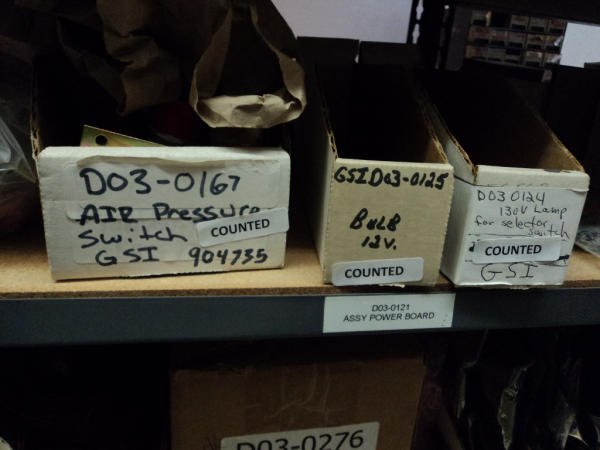 D03-0167
AIR Pressure
Switch
GSI 904735
COUNTED
GSI D03-0125
BULB
12V.
COUNTED
D03 0124
130V Lamp
for selector
switch
COUNTED
GSI
D03-0121
ASSY POWER BOARD
D03-0276